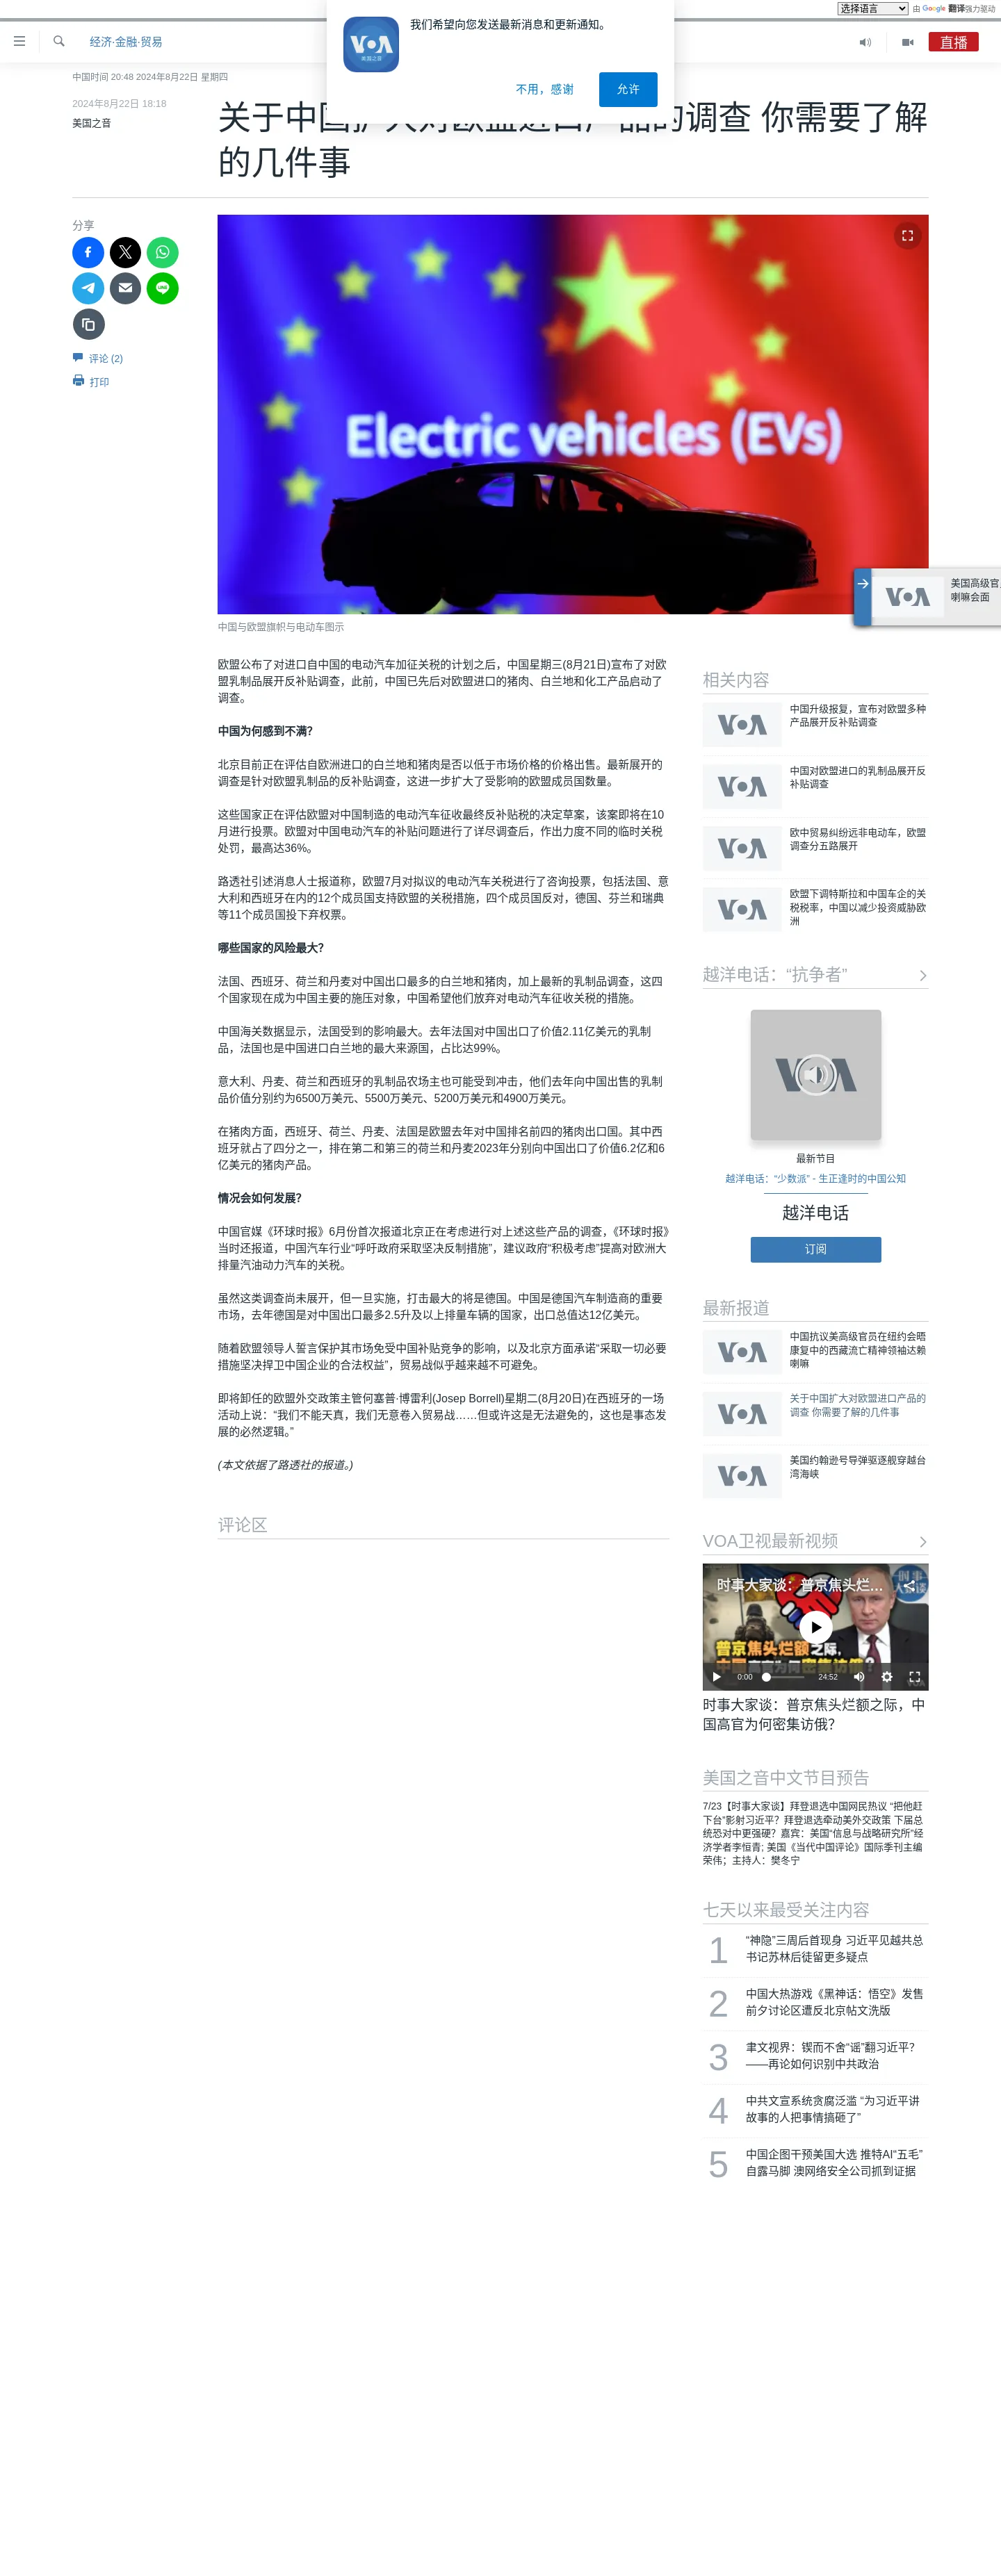 选择语言 由 Google 翻译强力驱动
我们希望向您发送最新消息和更新通知。
VOA
美国之音
不用，感谢
允许
经济·金融·贸易
直播
中国时间 20:48 2024年8月22日 星期四
2024年8月22日 18:18
美国之音
关于中国扩大对欧盟进口产品的调查 你需要了解
的几件事
分享
评论 (2)
打印
Electric vehicles (EVs)
中国与欧盟旗帜与电动车图示
VOA
美国高级官
喇嘛会面
欧盟公布了对进口自中国的电动汽车加征关税的计划之后，中国星期三(8月21日)宣布了对欧
盟乳制品展开反补贴调查，此前，中国已先后对欧盟进口的猪肉、白兰地和化工产品启动了
调查。
中国为何感到不满？
北京目前正在评估自欧洲进口的白兰地和猪肉是否以低于市场价格的价格出售。最新展开的
调查是针对欧盟乳制品的反补贴调查，这进一步扩大了受影响的欧盟成员国数量。
这些国家正在评估欧盟对中国制造的电动汽车征收最终反补贴税的决定草案，该案即将在10
月进行投票。欧盟对中国电动汽车的补贴问题进行了详尽调查后，作出力度不同的临时关税
处罚，最高达36%。
路透社引述消息人士报道称，欧盟7月对拟议的电动汽车关税进行了咨询投票，包括法国、意
大利和西班牙在内的12个成员国支持欧盟的关税措施，四个成员国反对，德国、芬兰和瑞典
等11个成员国投下弃权票。
哪些国家的风险最大？
法国、西班牙、荷兰和丹麦对中国出口最多的白兰地和猪肉，加上最新的乳制品调查，这四
个国家现在成为中国主要的施压对象，中国希望他们放弃对电动汽车征收关税的措施。
中国海关数据显示，法国受到的影响最大。去年法国对中国出口了价值2.11亿美元的乳制
品，法国也是中国进口白兰地的最大来源国，占比达99%。
意大利、丹麦、荷兰和西班牙的乳制品农场主也可能受到冲击，他们去年向中国出售的乳制
品价值分别约为6500万美元、5500万美元、5200万美元和4900万美元。
在猪肉方面，西班牙、荷兰、丹麦、法国是欧盟去年对中国排名前四的猪肉出口国。其中西
班牙就占了四分之一，排在第二和第三的荷兰和丹麦2023年分别向中国出口了价值6.2亿和6
亿美元的猪肉产品。
情况会如何发展？
中国官媒《环球时报》6月份首次报道北京正在考虑进行对上述这些产品的调查，《环球时报》
当时还报道，中国汽车行业“呼吁政府采取坚决反制措施”，建议政府“积极考虑”提高对欧洲大
排量汽油动力汽车的关税。
虽然这类调查尚未展开，但一旦实施，打击最大的将是德国。中国是德国汽车制造商的重要
市场，去年德国是对中国出口最多2.5升及以上排量车辆的国家，出口总值达12亿美元。
随着欧盟领导人誓言保护其市场免受中国补贴竞争的影响，以及北京方面承诺“采取一切必要
措施坚决捍卫中国企业的合法权益”，贸易战似乎越来越不可避免。
即将卸任的欧盟外交政策主管何塞普·博雷利(Josep Borrell)星期二(8月20日)在西班牙的一场
活动上说：“我们不能天真，我们无意卷入贸易战……但或许这是无法避免的，这也是事态发
展的必然逻辑。”
(本文依据了路透社的报道。)
评论区
相关内容
VOA
中国升级报复，宣布对欧盟多种
产品展开反补贴调查
VOA
中国对欧盟进口的乳制品展开反
补贴调查
VOA
欧中贸易纠纷远非电动车，欧盟
调查分五路展开
VOA
欧盟下调特斯拉和中国车企的关
税税率，中国以减少投资威胁欧
洲
越洋电话：“抗争者”
VOA
最新节目
越洋电话：“少数派” - 生正逢时的中国公知
越洋电话
订阅
最新报道
VOA
中国抗议美高级官员在纽约会晤
康复中的西藏流亡精神领袖达赖
喇嘛
VOA
关于中国扩大对欧盟进口产品的
调查 你需要了解的几件事
VOA
美国约翰逊号导弹驱逐舰穿越台
湾海峡
VOA卫视最新视频
时事大家谈：普京焦头烂...
普京焦头烂额之际，
0:00
24:52
时事大家谈：普京焦头烂额之际，中
国高官为何密集访俄？
美国之音中文节目预告
7/23【时事大家谈】拜登退选中国网民热议 “把他赶
下台”影射习近平？拜登退选牵动美外交政策 下届总
统恐对中更强硬？嘉宾：美国“信息与战略研究所”经
济学者李恒青; 美国《当代中国评论》国际季刊主编
荣伟；主持人：樊冬宁
七天以来最受关注内容
1 “神隐”三周后首现身 习近平见越共总
书记苏林后徒留更多疑点
2 中国大热游戏《黑神话：悟空》发售
前夕讨论区遭反北京帖文洗版
3 聿文视界：锲而不舍“谣”翻习近平？
——再论如何识别中共政治
4 中共文宣系统贪腐泛滥 “为习近平讲
故事的人把事情搞砸了”
5 中国企图干预美国大选 推特AI“五毛”
自露马脚 澳网络安全公司抓到证据